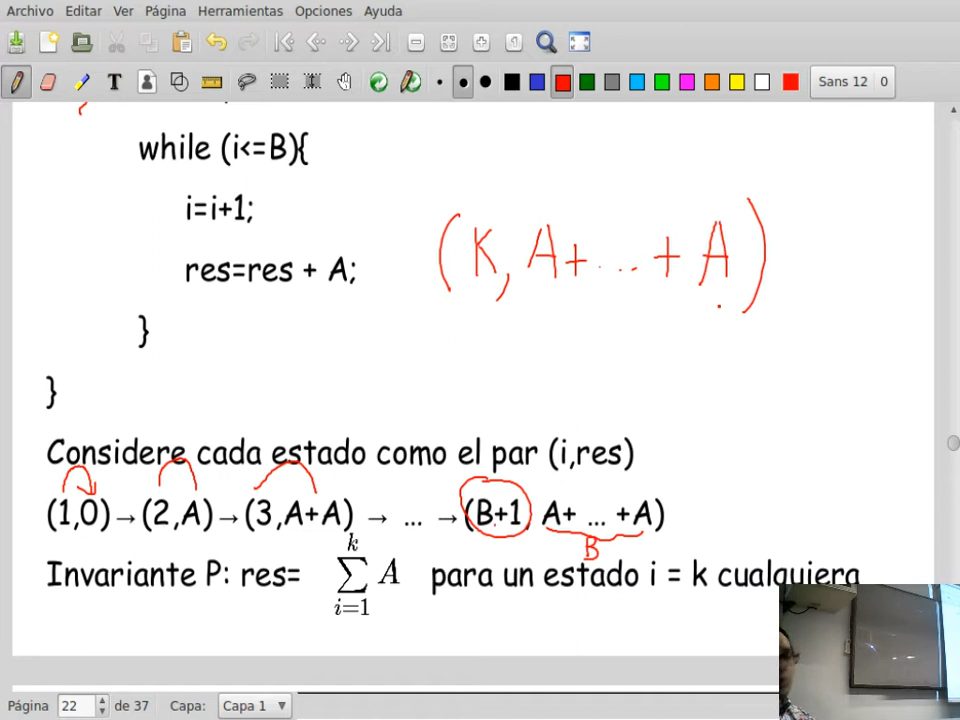 Archivo Editar Ver Página Herramientas Opciones Ayuda
T Sans 12 0
while (i<=B){
i=i+1;
res=res + A;
(K, A+ ... + A)
}
}
Considere cada estado como el par (i,res)
(1,0)→(2,A)→(3,A+A) → ... →(B+1, A+ ... +A)
B
Invariante P: res= k ∑ i=1 A para un estado i = k cualquiera
Página 22 de 37 Capa: Capa 1